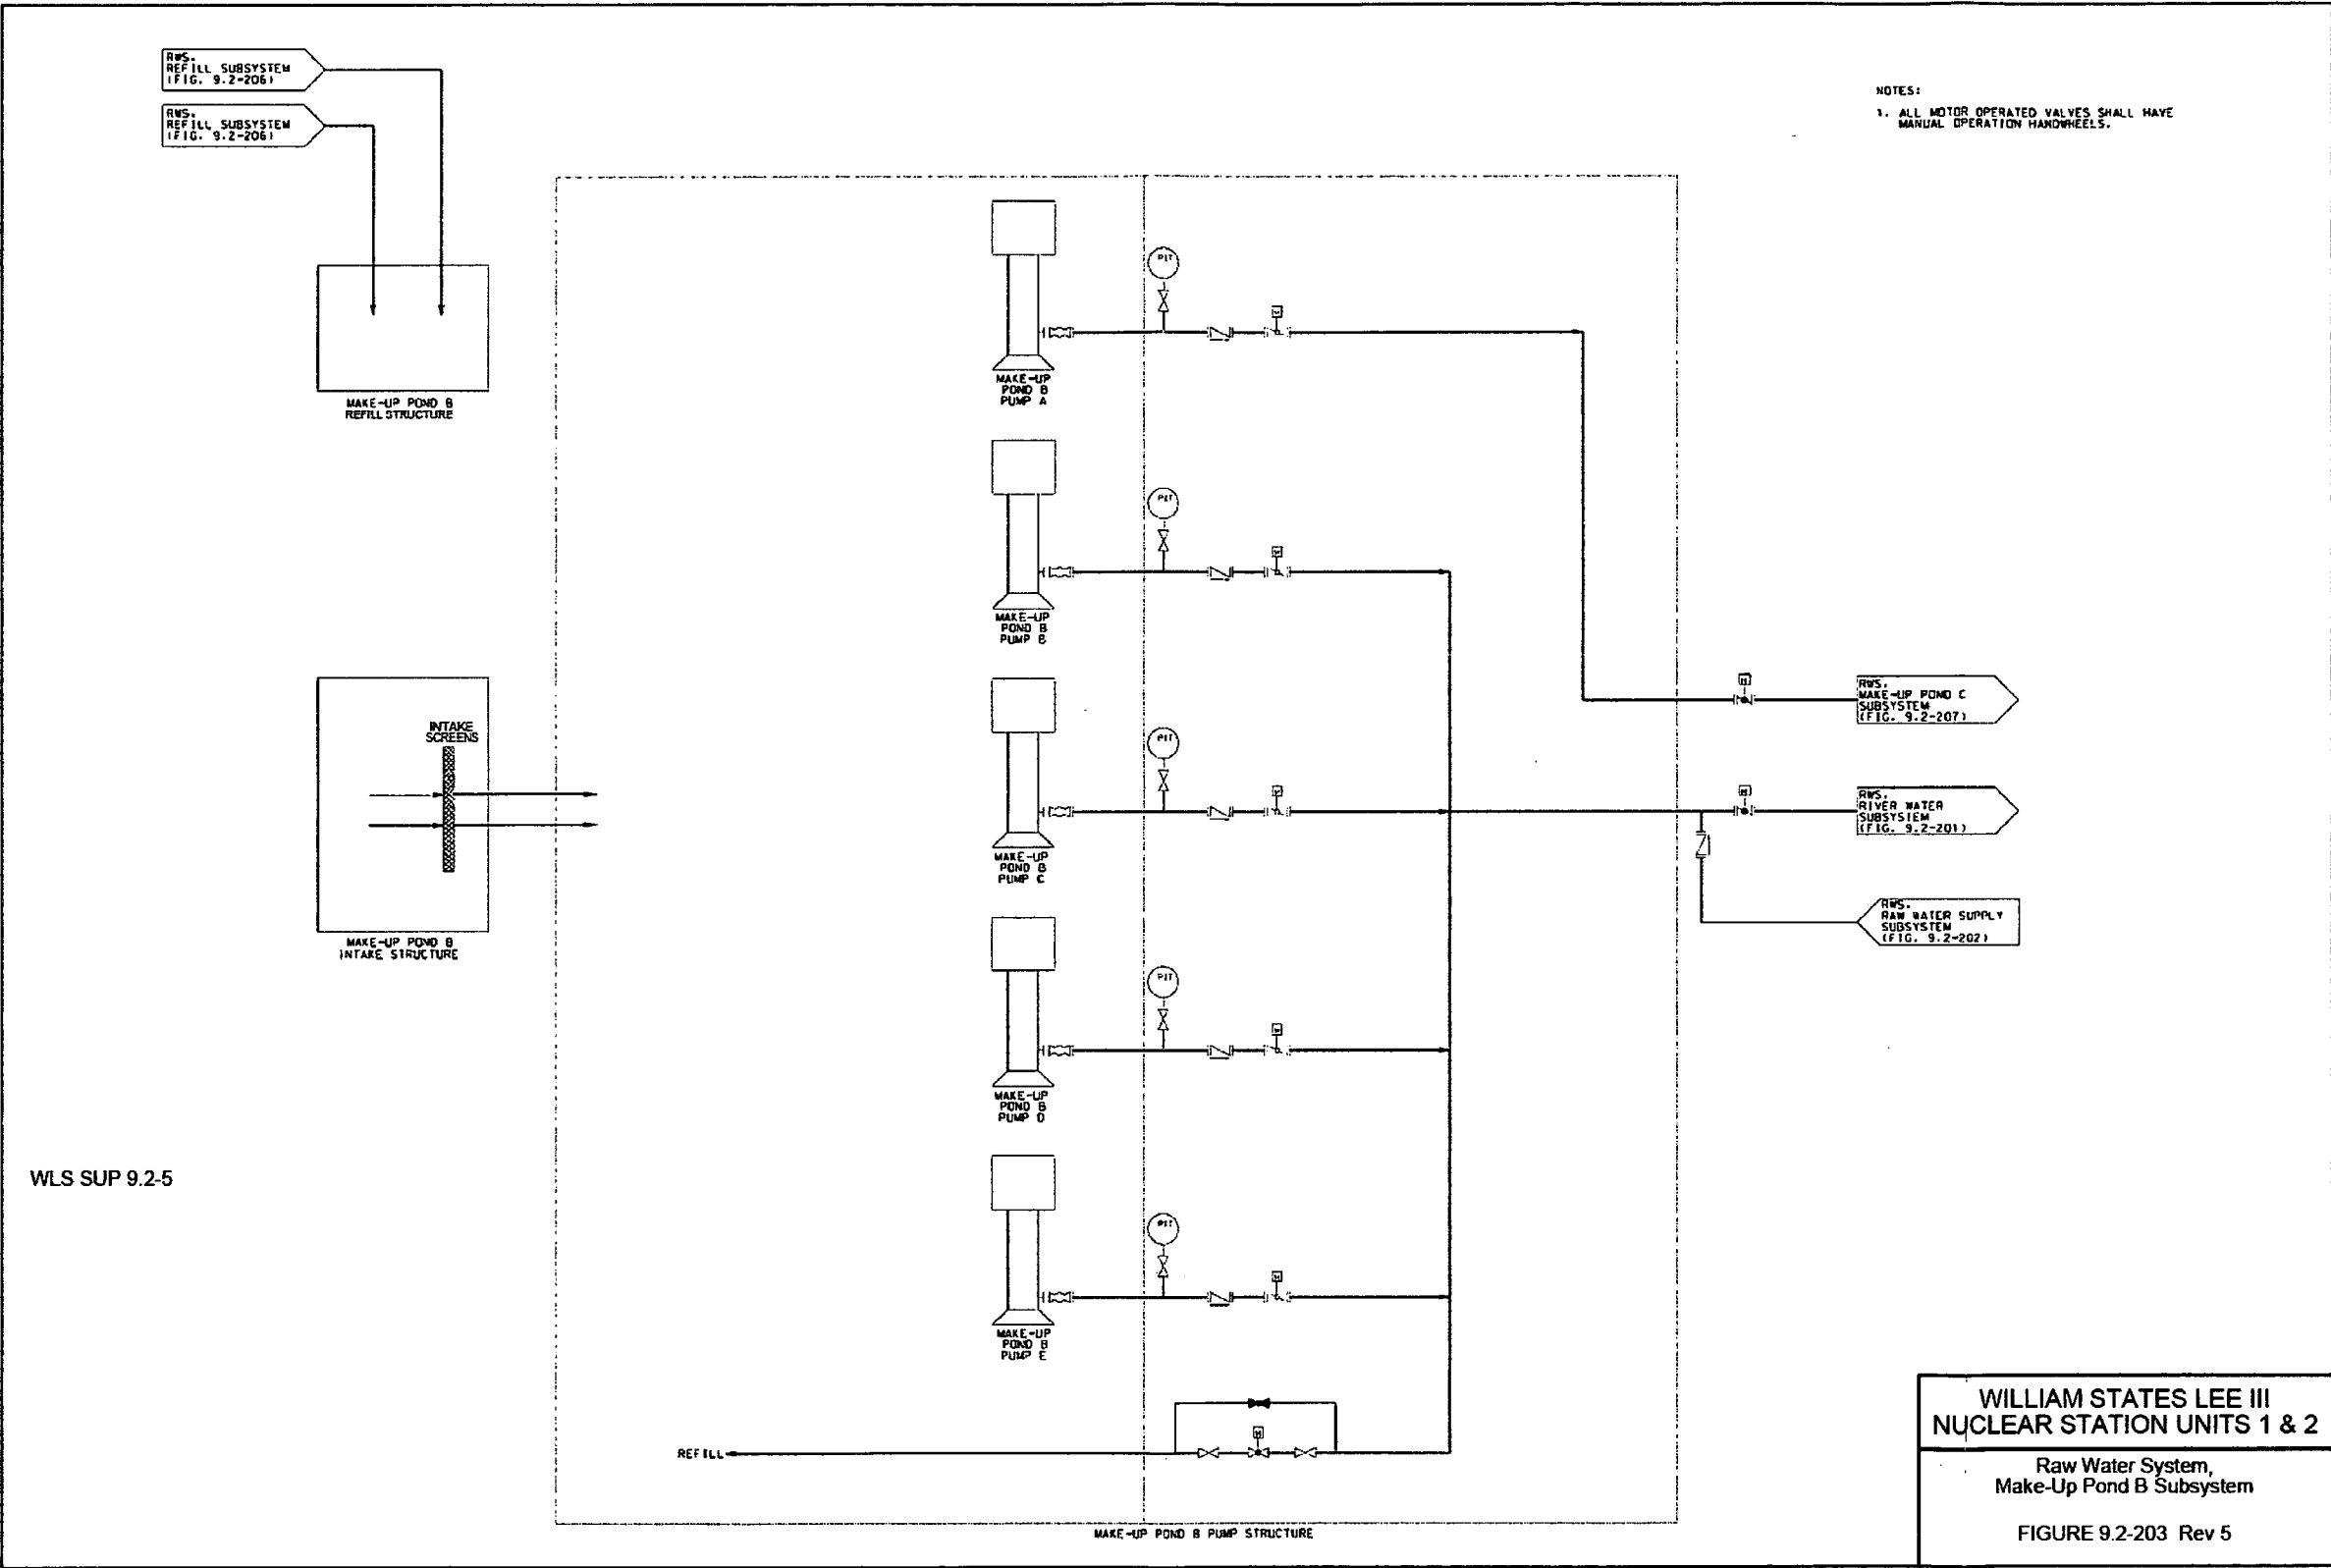 RWS.
REFILL SUBSYSTEM
(FIG. 9.2-206)
RWS.
REFILL SUBSYSTEM
(FIG. 9.2-206)
NOTES:
1. ALL MOTOR OPERATED VALVES SHALL HAVE
MANUAL OPERATION HANDWHEELS.
MAKE-UP POND B
REFILL STRUCTURE
PIT
M
MAKE-UP
POND B
PUMP A
PIT
M
MAKE-UP
POND B
PUMP B
INTAKE
SCREENS
MAKE-UP POND B
INTAKE STRUCTURE
PIT
M
MAKE-UP
POND B
PUMP C
M
RWS.
MAKE-UP POND C
SUBSYSTEM
(FIG. 9.2-207)
M
RWS.
RIVER WATER
SUBSYSTEM
(FIG. 9.2-201)
RWS.
RAW WATER SUPPLY
SUBSYSTEM
(FIG. 9.2-202)
PIT
M
MAKE-UP
POND B
PUMP D
WLS SUP 9.2-5
PIT
M
MAKE-UP
POND B
PUMP E
M
REFILL
MAKE-UP POND B PUMP STRUCTURE
WILLIAM STATES LEE III
NUCLEAR STATION UNITS 1 & 2
Raw Water System,
Make-Up Pond B Subsystem
FIGURE 9.2-203 Rev 5